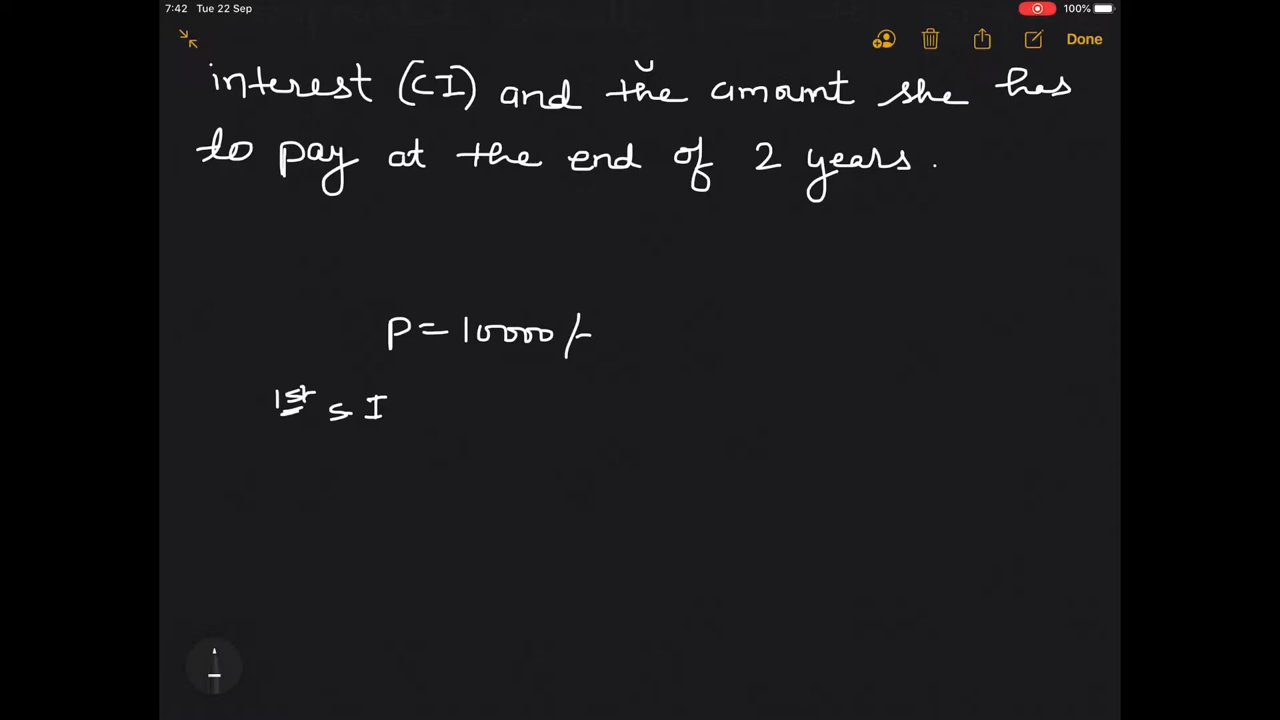 7:42 Tue 22 Sep 100%
Done
interest (CI) and the amount she has
to pay at the end of 2 years.
P = 10000/-
1st S I